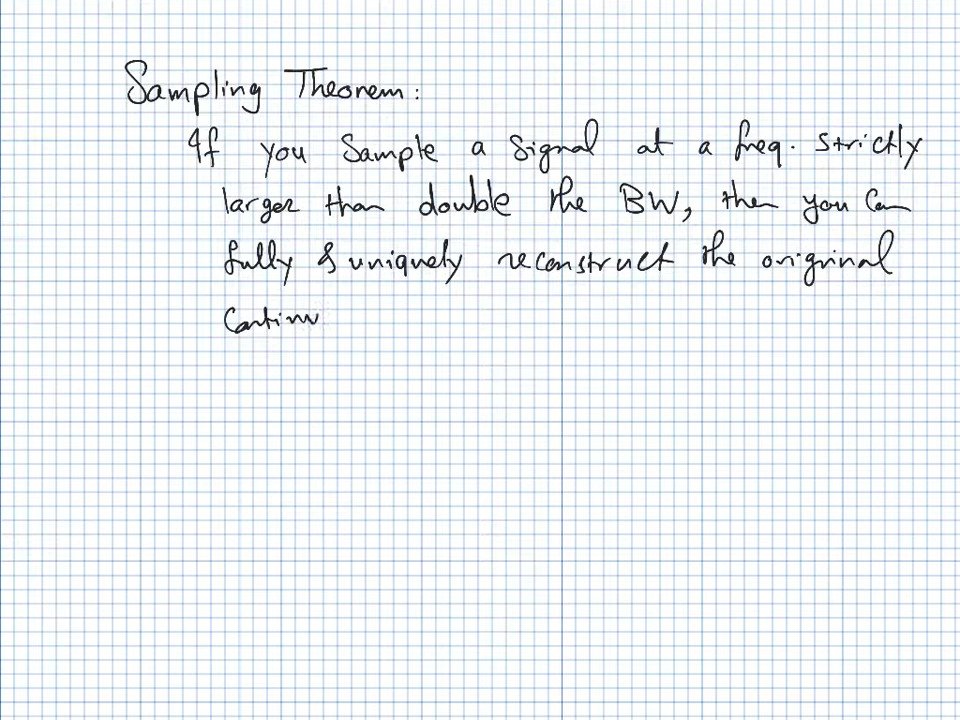 Sampling Theorem:
If you sample a signal at a freq. strictly
larger than double the BW, then you can
fully & uniquely reconstruct the original
continu